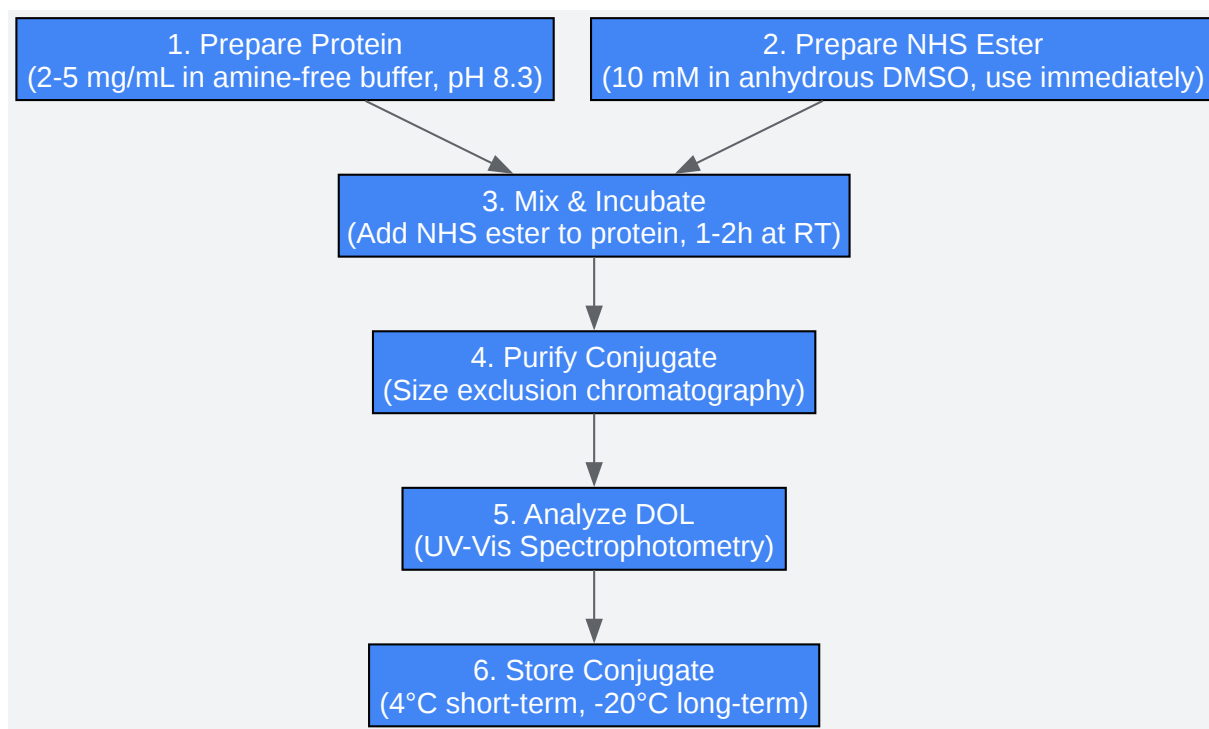 1. Prepare Protein
(2-5 mg/mL in amine-free buffer, pH 8.3)
2. Prepare NHS Ester
(10 mM in anhydrous DMSO, use immediately)
3. Mix & Incubate
(Add NHS ester to protein, 1-2h at RT)
4. Purify Conjugate
(Size exclusion chromatography)
5. Analyze DOL
(UV-Vis Spectrophotometry)
6. Store Conjugate
(4°C short-term, -20°C long-term)